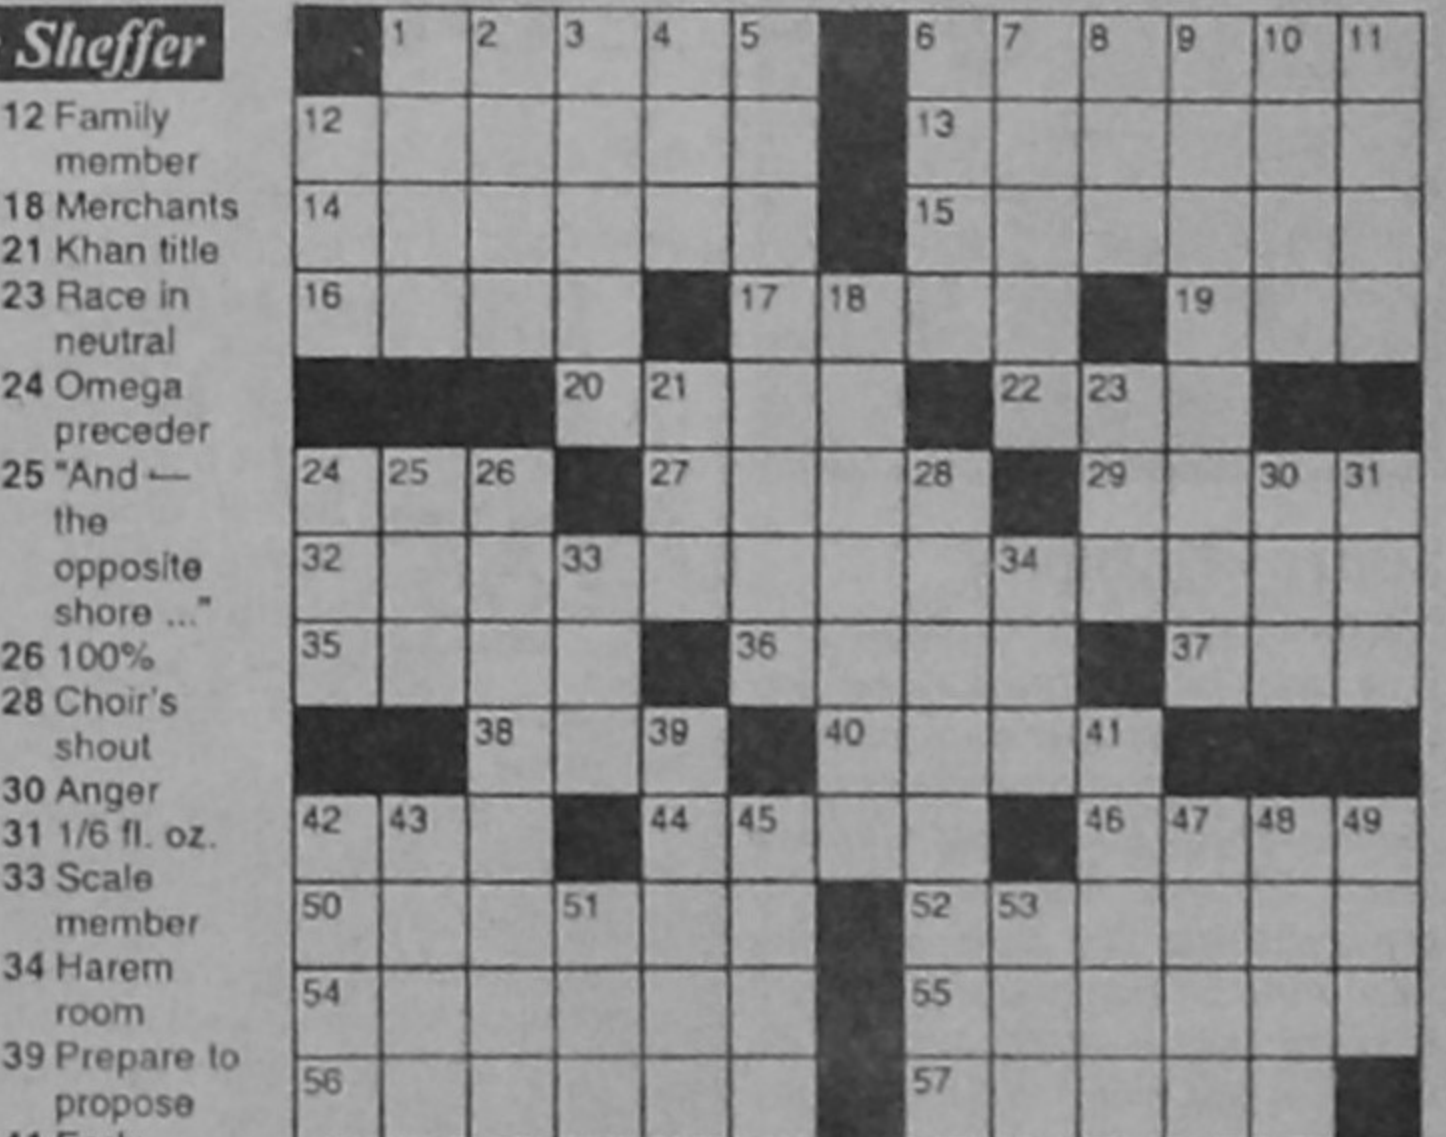 Sheffer
12 Family
member
18 Merchants
21 Khan title
23 Race in
neutral
24 Omega
preceder
25 "And —
the
opposite
shore ..."
26 100%
28 Choir's
shout
30 Anger
31 1/6 fl. oz.
33 Scale
member
34 Harem
room
39 Prepare to
propose
1 2 3 4 5 6 7 8 9 10 11
12 13
14 15
16 17 18 19
20 21 22 23
24 25 26 27 28 29 30 31
32 33 34
35 36 37
38 39 40 41
42 43 44 45 46 47 48 49
50 51 52 53
54 55
56 57